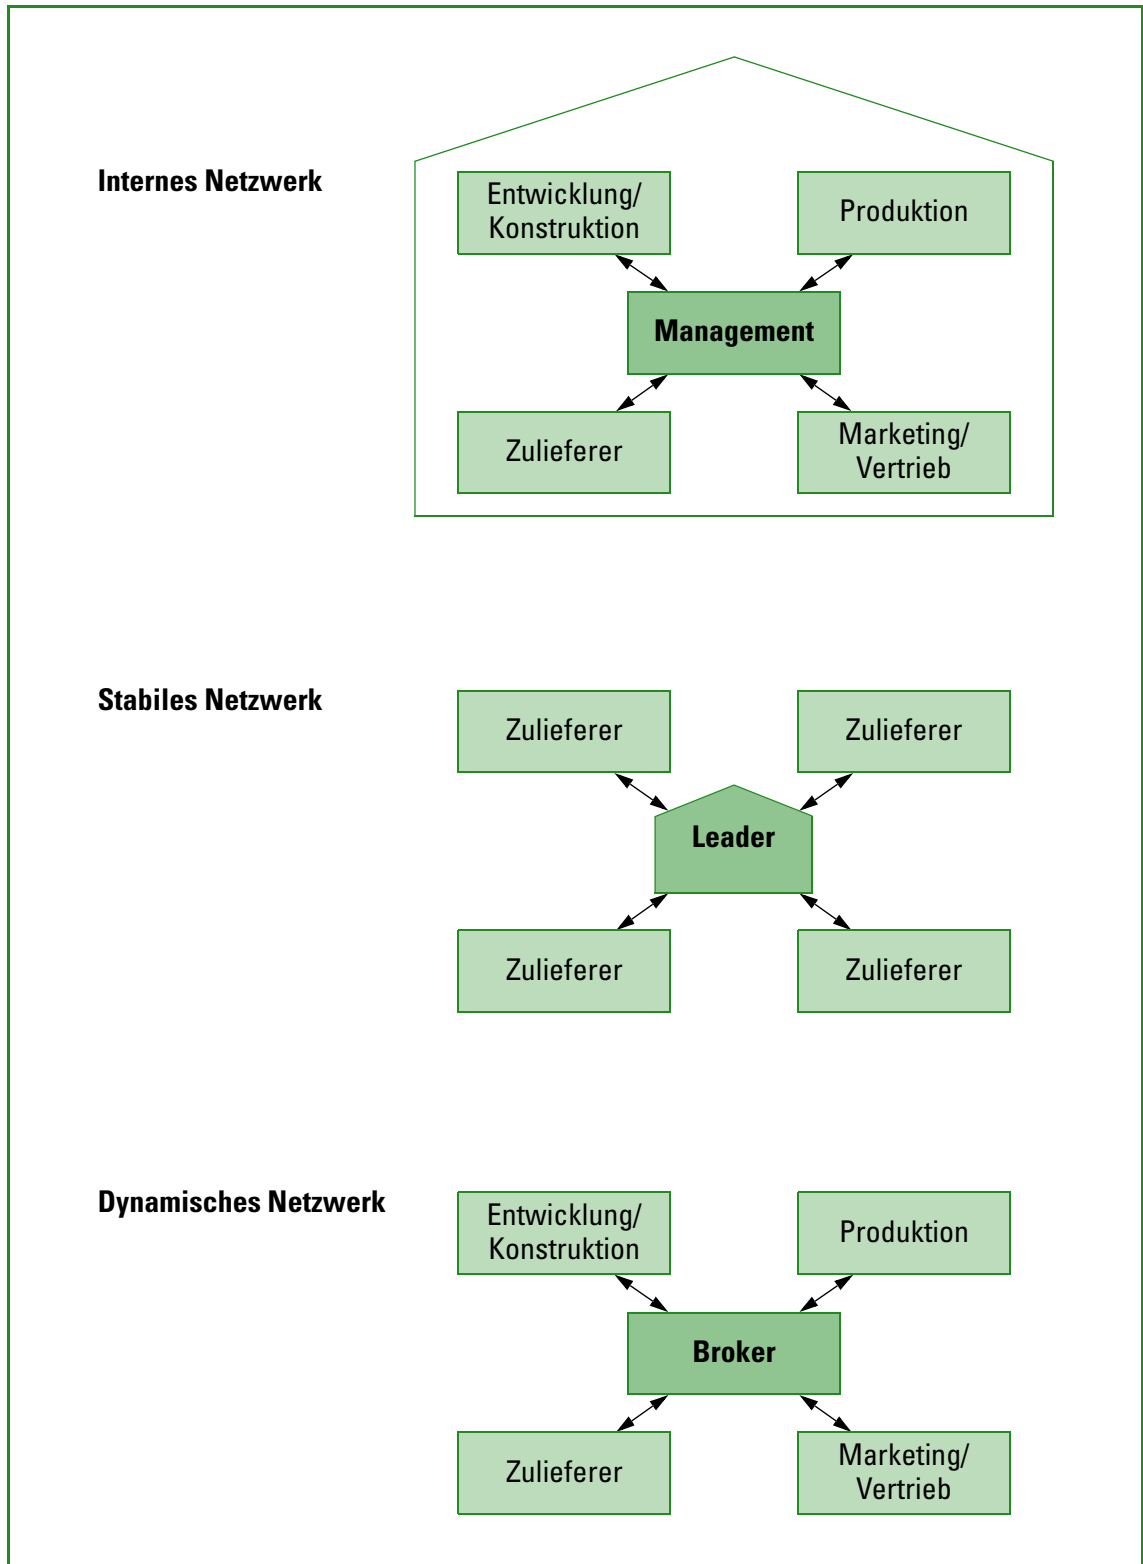 Internes Netzwerk
Entwicklung/
Konstruktion
Produktion
Management
Zulieferer
Marketing/
Vertrieb
Stabiles Netzwerk
Zulieferer
Zulieferer
Leader
Zulieferer
Zulieferer
Dynamisches Netzwerk
Entwicklung/
Konstruktion
Produktion
Broker
Zulieferer
Marketing/
Vertrieb